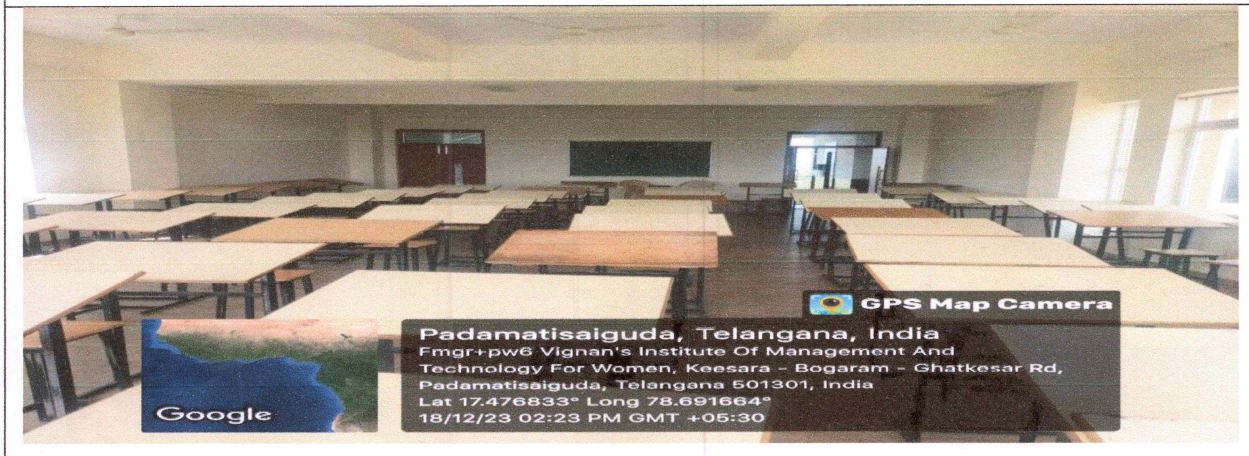 GPS Map Camera
Padamatisaiguda, Telangana, India
Fmgr+pw6 Vignan's Institute Of Management And
Technology For Women, Keesara - Bogaram - Ghatkesar Rd,
Padamatisaiguda, Telangana 501301, India
Lat 17.476833° Long 78.691664°
18/12/23 02:23 PM GMT +05:30
Google